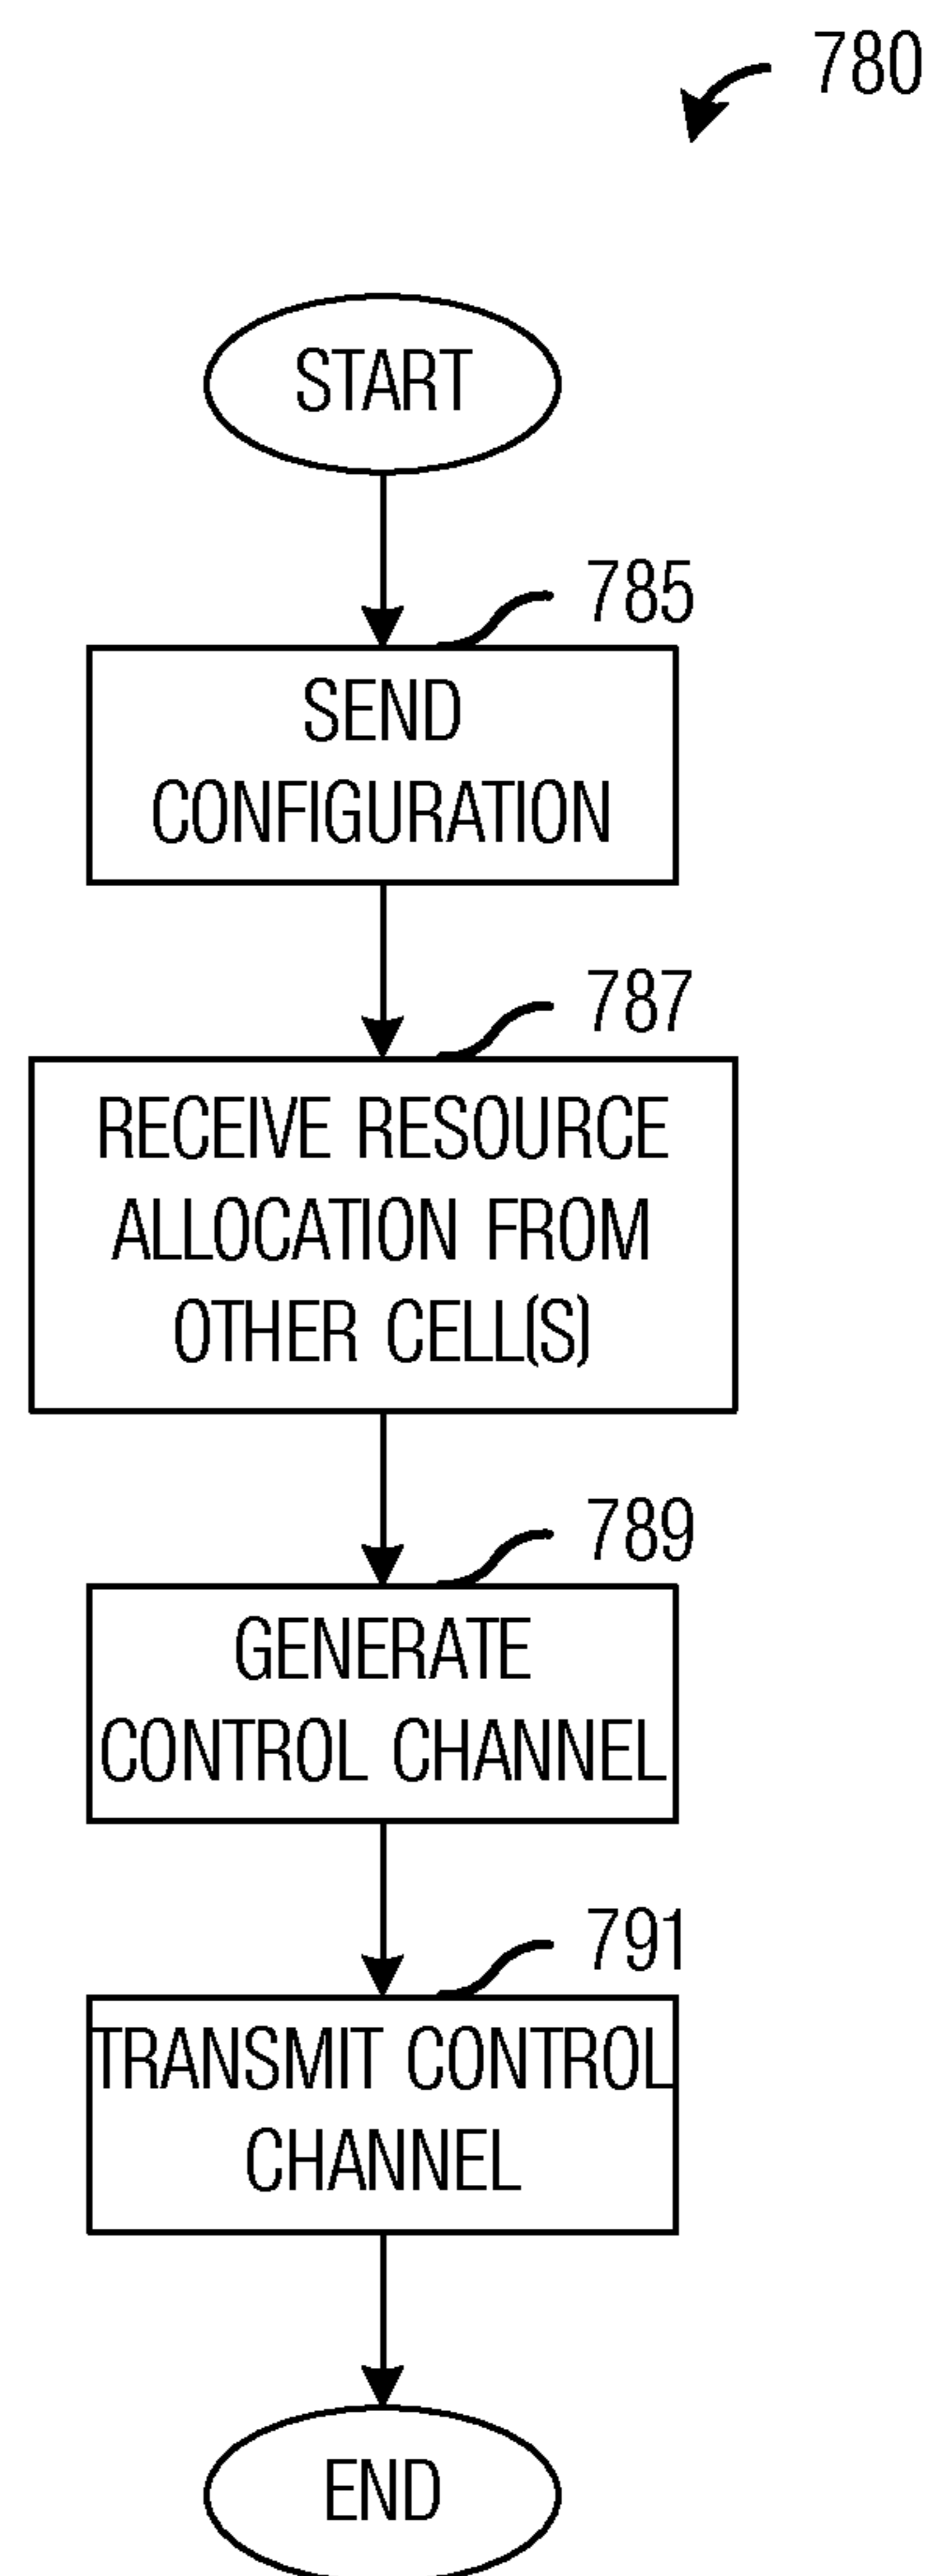 780
START
785
SEND
CONFIGURATION
787
RECEIVE RESOURCE
ALLOCATION FROM
OTHER CELL(S)
789
GENERATE
CONTROL CHANNEL
791
TRANSMIT CONTROL
CHANNEL
END